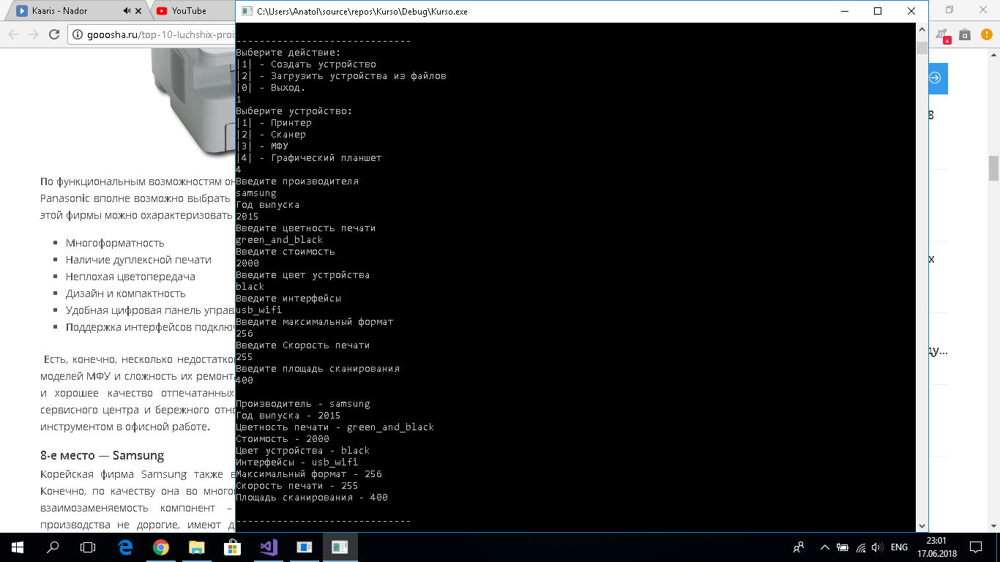 Kaaris - Nador
YouTube
C:\Users\Anatol\source\repos\Kurso\Debug\Kurso.exe
gooosha.ru/top-10-luchshix-proi
------------------------------
Выберите действие:
|1| - Создать устройство
|2| - Загрузить устройства из файлов
|0| - Выход.
1
Выберите устройство:
|1| - Принтер
|2| - Сканер
|3| - МФУ
|4| - Графический планшет
4
Введите производителя
samsung
Год выпуска
2015
Введите цветность печати
green_and_black
Введите стоимость
2000
Введите цвет устройства
black
Введите интерфейсы
usb_wifi
Введите максимальный формат
256
Введите Скорость печати
255
Введите площадь сканирования
400
Производитель - samsung
Год выпуска - 2015
Цветность печати - green_and_black
Стоимость - 2000
Цвет устройства - black
Интерфейсы - usb_wifi
Максимальный формат - 256
Скорость печати - 255
Площадь сканирования - 400
------------------------------
По функциональным возможностям он
Panasonic вполне возможно выбрать
этой фирмы можно охарактеризовать
Многоформатность
Наличие дуплексной печати
Неплохая цветопередача
Дизайн и компактность
Удобная цифровая панель управл
Поддержка интерфейсов подключ
Есть, конечно, несколько недостатко
моделей МФУ и сложность их ремонта
и хорошее качество отпечатанных
сервисного центра и бережного отно
инструментом в офисной работе.
8-е место — Samsung
Корейская фирма Samsung также в
Конечно, по качеству она во много
взаимозаменяемость компонент –
производства не дорогие, имеют д
8
х
ду...
ENG
23:01
17.06.2018